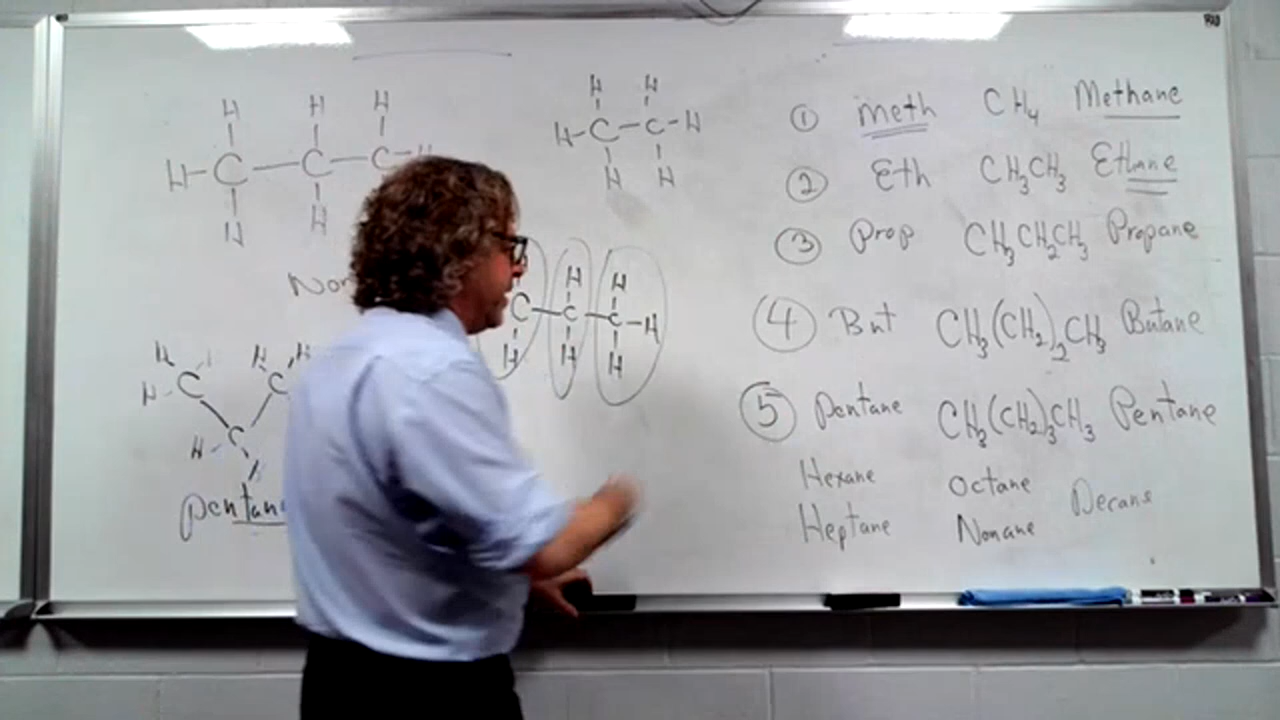 ① Meth CH₄ Methane
② Eth CH₃CH₃ Ethane
③ Prop CH₃CH₂CH₃ Propane
④ But CH₃(CH₂)₂CH₃ Butane
⑤ Pentane CH₃(CH₂)₃CH₃ Pentane
Hexane Octane Decane
Heptane Nonane
H H H
H-C-C-C-H
H H
H H
H-C-C-H
H H
Non
H H
C-C-C-H
H H H
H H H
H C C
H C